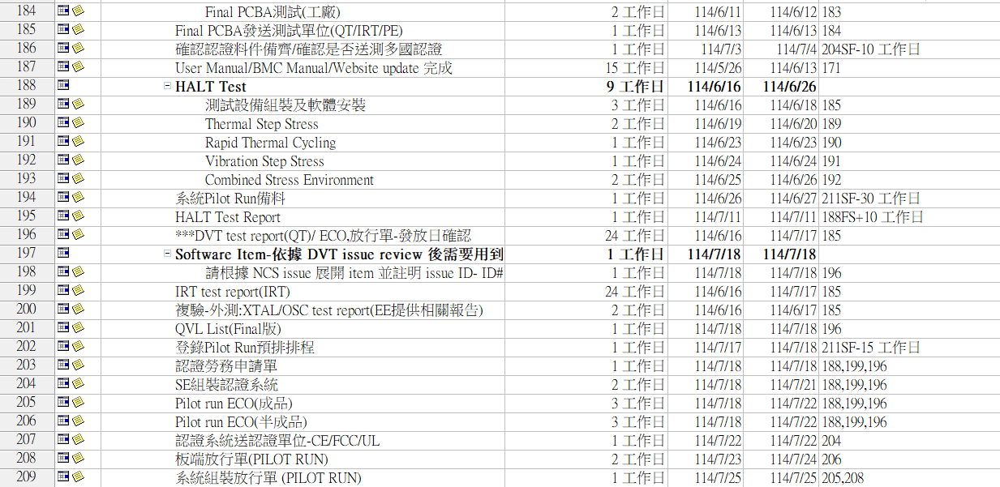 184 Final PCBA測試(工廠) 2 工作日 114/6/11 114/6/12 183
185 Final PCBA發送測試單位(QT/IRT/PE) 1 工作日 114/6/13 114/6/13 184
186 確認認證料件備齊/確認是否送測多國認證 1 工作日 114/7/3 114/7/4 204SF-10 工作日
187 User Manual/BMC Manual/Website update 完成 15 工作日 114/5/26 114/6/13 171
188 HALT Test 9 工作日 114/6/16 114/6/26
189 測試設備組裝及軟體安裝 3 工作日 114/6/16 114/6/18 185
190 Thermal Step Stress 2 工作日 114/6/19 114/6/20 189
191 Rapid Thermal Cycling 1 工作日 114/6/23 114/6/23 190
192 Vibration Step Stress 1 工作日 114/6/24 114/6/24 191
193 Combined Stress Environment 2 工作日 114/6/25 114/6/26 192
194 系統Pilot Run備料 1 工作日 114/6/26 114/6/27 211SF-30 工作日
195 HALT Test Report 1 工作日 114/7/11 114/7/11 188FS+10 工作日
196 ***DVT test report(QT)/ ECO,放行單-發放日確認 24 工作日 114/6/16 114/7/17 185
197 Software Item-依據 DVT issue review 後需要用到 1 工作日 114/7/18 114/7/18
198 請根據 NCS issue 展開 item 並註明 issue ID- ID# 1 工作日 114/7/18 114/7/18 196
199 IRT test report(IRT) 24 工作日 114/6/16 114/7/17 185
200 複驗-外測:XTAL/OSC test report(EE提供相關報告) 2 工作日 114/6/16 114/6/17 185
201 QVL List(Final版) 1 工作日 114/7/18 114/7/18 196
202 登錄Pilot Run預排排程 1 工作日 114/7/17 114/7/18 211SF-15 工作日
203 認證勞務申請單 1 工作日 114/7/18 114/7/18 188,199,196
204 SE組裝認證系統 2 工作日 114/7/18 114/7/21 188,199,196
205 Pilot run ECO(成品) 3 工作日 114/7/18 114/7/22 188,199,196
206 Pilot run ECO(半成品) 3 工作日 114/7/18 114/7/22 188,199,196
207 認證系統送認證單位-CE/FCC/UL 1 工作日 114/7/22 114/7/22 204
208 板端放行單(PILOT RUN) 2 工作日 114/7/23 114/7/24 206
209 系統組裝放行單 (PILOT RUN) 1 工作日 114/7/25 114/7/25 205,208